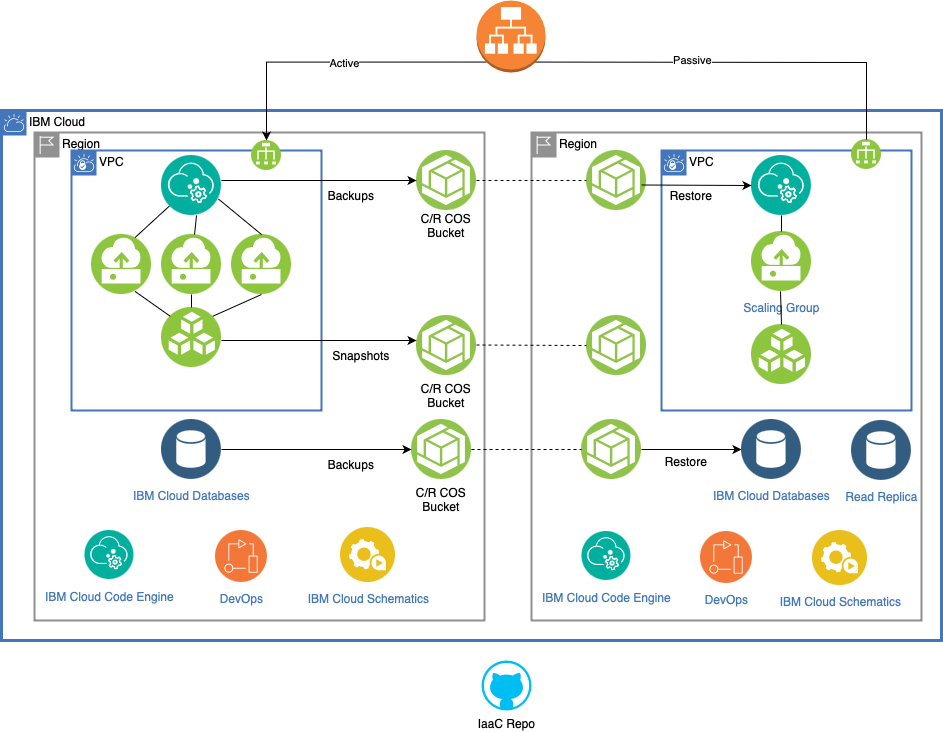 Active
Passive
IBM Cloud
Region
VPC
Backups
C/R COS
Bucket
Snapshots
C/R COS
Bucket
Backups
C/R COS
Bucket
IBM Cloud Databases
IBM Cloud Code Engine
DevOps
IBM Cloud Schematics
Region
VPC
Restore
Scaling Group
Restore
IBM Cloud Databases
Read Replica
IBM Cloud Code Engine
DevOps
IBM Cloud Schematics
IaaC Repo